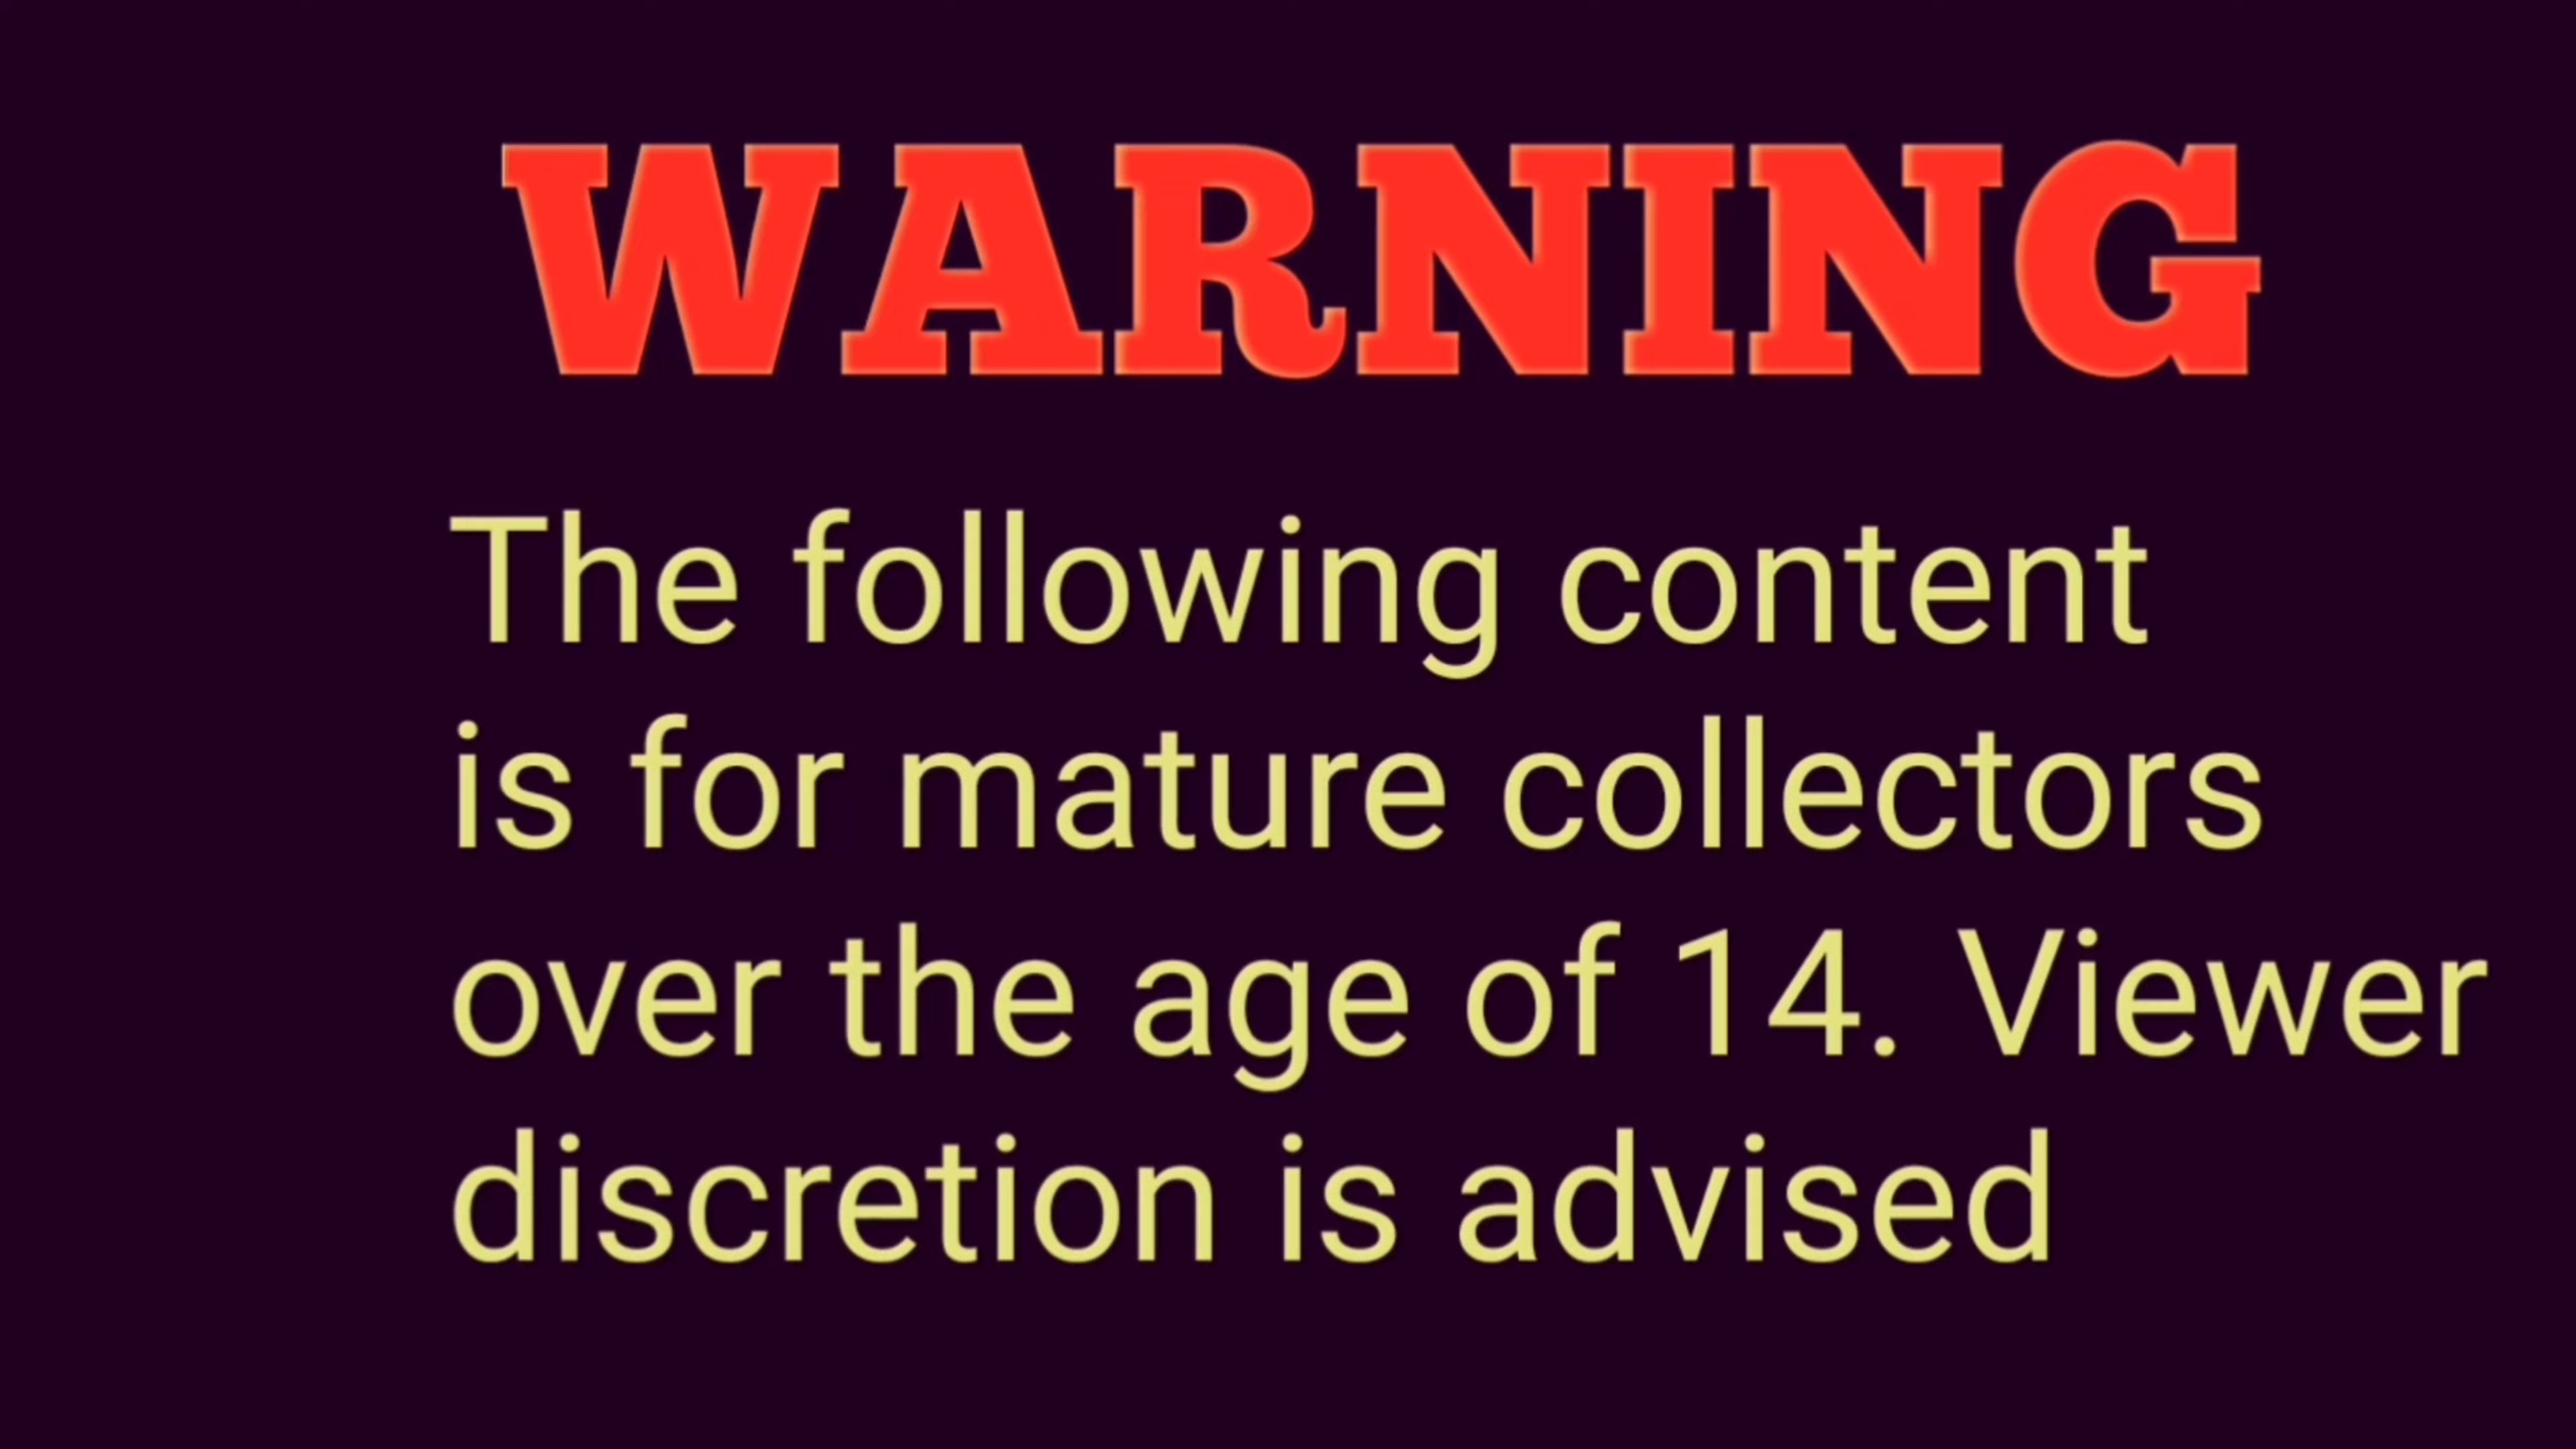 WARNING
The following content
is for mature collectors
over the age of 14. Viewer
discretion is advised